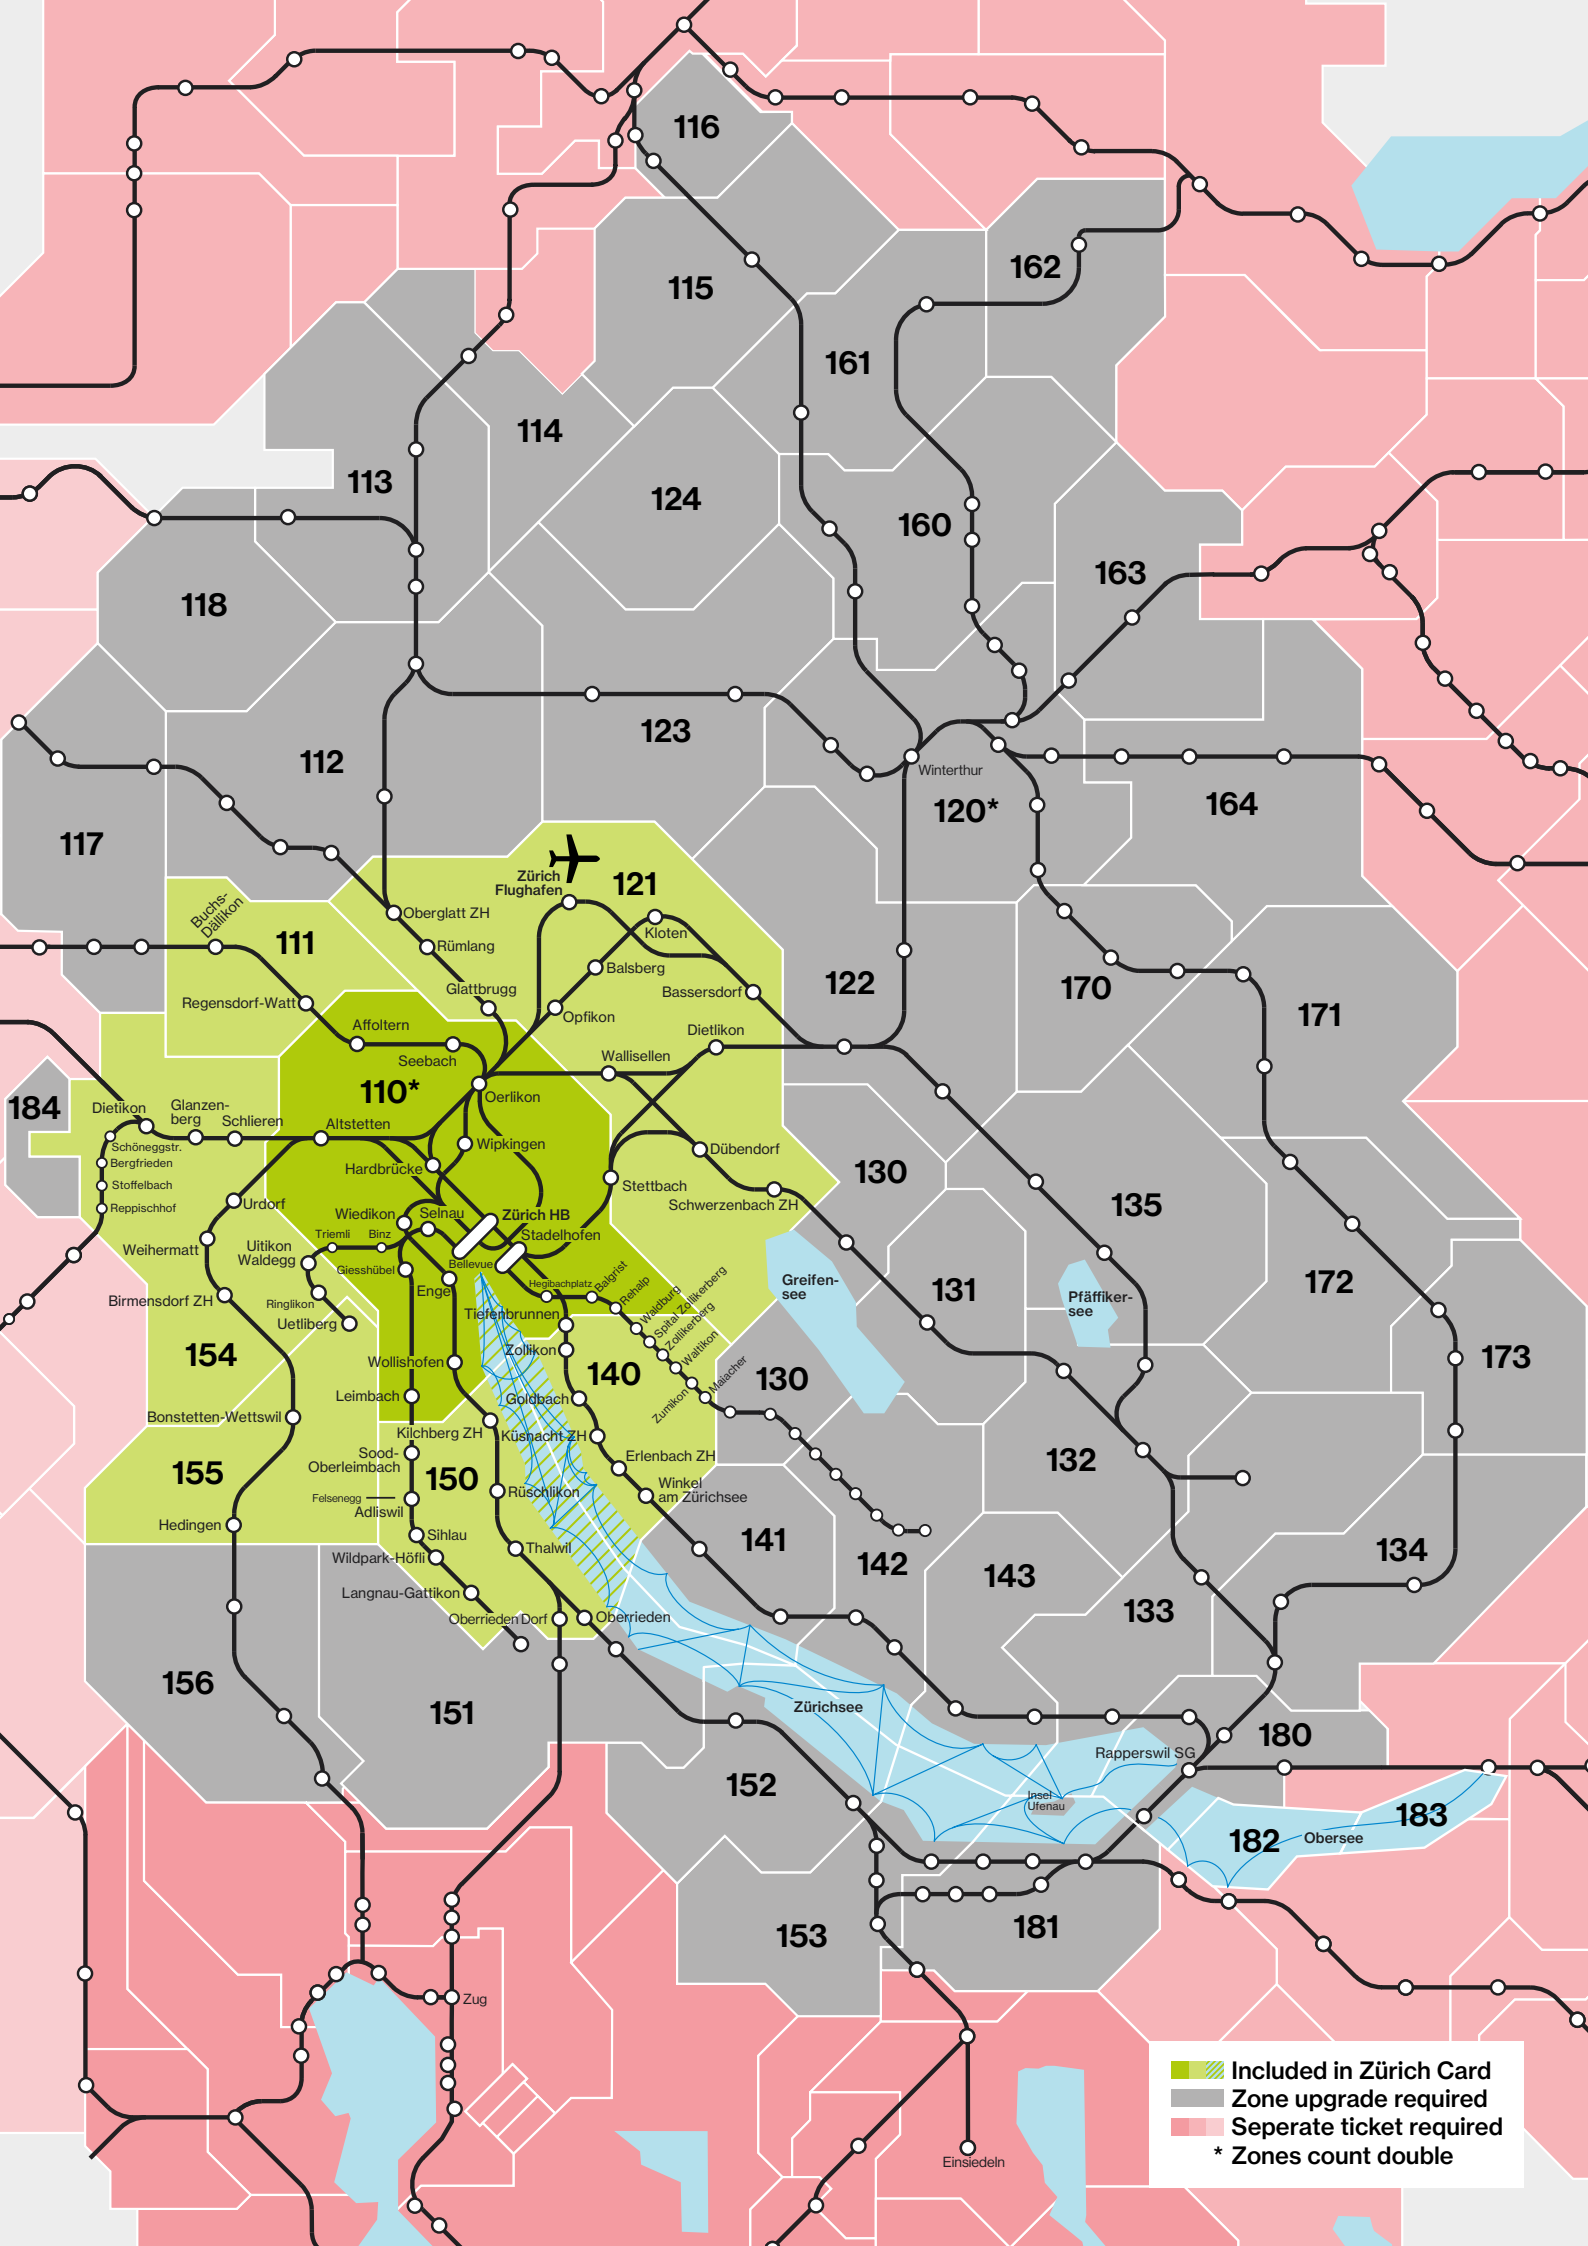 116
162
115
161
114
113
124
160
163
118
Winterthur
123
112
120*
164
117
Zürich
Flughafen
121
Buchs-
Dällikon
Oberglatt ZH
Kloten
111
Rümlang
Balsberg
122
170
Glattbrugg
Bassersdorf
Regensdorf-Watt
Opfikon
171
Affoltern
Dietlikon
Seebach
Wallisellen
110*
Oerlikon
184
Dietikon
Glanzen-
berg
Schlieren
Altstetten
Schöneggstr.
Wipkingen
Dübendorf
Bergfrieden
Hardbrücke
130
Stoffelbach
Stettbach
Reppischhof
Urdorf
Schwerzenbach ZH
135
Wiedikon
Selnau
Zürich HB
Triemli
Binz
Stadelhofen
Weihermatt
Uitikon
Waldegg
Giesshübel
Bellevue
Enge
Hegibachplatz
Balgrist
Rehalp
Greifen-
see
131
172
Pfäffiker-
see
Birmensdorf ZH
Ringlikon
Uetliberg
Tiefenbrunnen
Waldburg
Spital Zollikerberg
Zollikerberg
Waltikon
Maiacher
Zumikon
154
Zollikon
173
Wollishofen
140
130
Leimbach
Goldbach
Bonstetten-Wettswil
Kilchberg ZH
Küsnacht ZH
Sood-
Oberleimbach
Erlenbach ZH
132
155
150
Winkel
am Zürichsee
Felsenegg
Rüschlikon
Adliswil
Hedingen
Sihlau
Thalwil
141
134
Wildpark-Höfli
142
143
Langnau-Gattikon
133
Oberrieden Dorf
Oberrieden
156
Zürichsee
151
180
Rapperswil SG
152
Insel
Ufenau
183
182
Obersee
153
181
Zug
Einsiedeln
Included in Zürich Card
Zone upgrade required
Seperate ticket required
* Zones count double